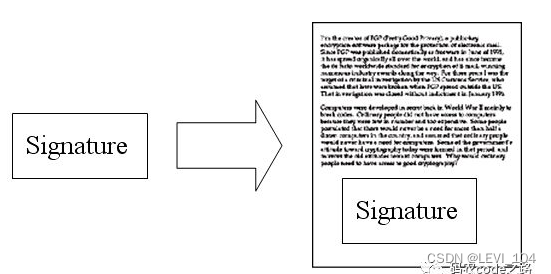 Signature
I'm the creator of PGP (Pretty Good Privacy), a public-key
encryption software package for the protection of electronic mail.
Since PGP was published domestically as freeware in June of 1991,
it has spread organically all over the world, and has since become
the de facto worldwide standard for encryption of E-mail, winning
numerous industry awards along the way. For three years I was the
target of a criminal investigation by the US Customs Service, who
assumed that laws were broken when PGP spread outside the US.
That investigation was closed without indictment in January 1996.
Computers were developed in secret back in World War II mainly to
break codes. Ordinary people did not have access to computers,
because they were few in number and too expensive. Some people
postulated that there would never be a need for more than half a
dozen computers in the country, and assumed that ordinary people
would never have a need for computers. Some of the government's
attitude toward cryptography today were formed in that period, and
mirrors the old attitudes toward computers. Why would ordinary
people need to have access to good cryptography?
Signature
CSDN @LEVI_104